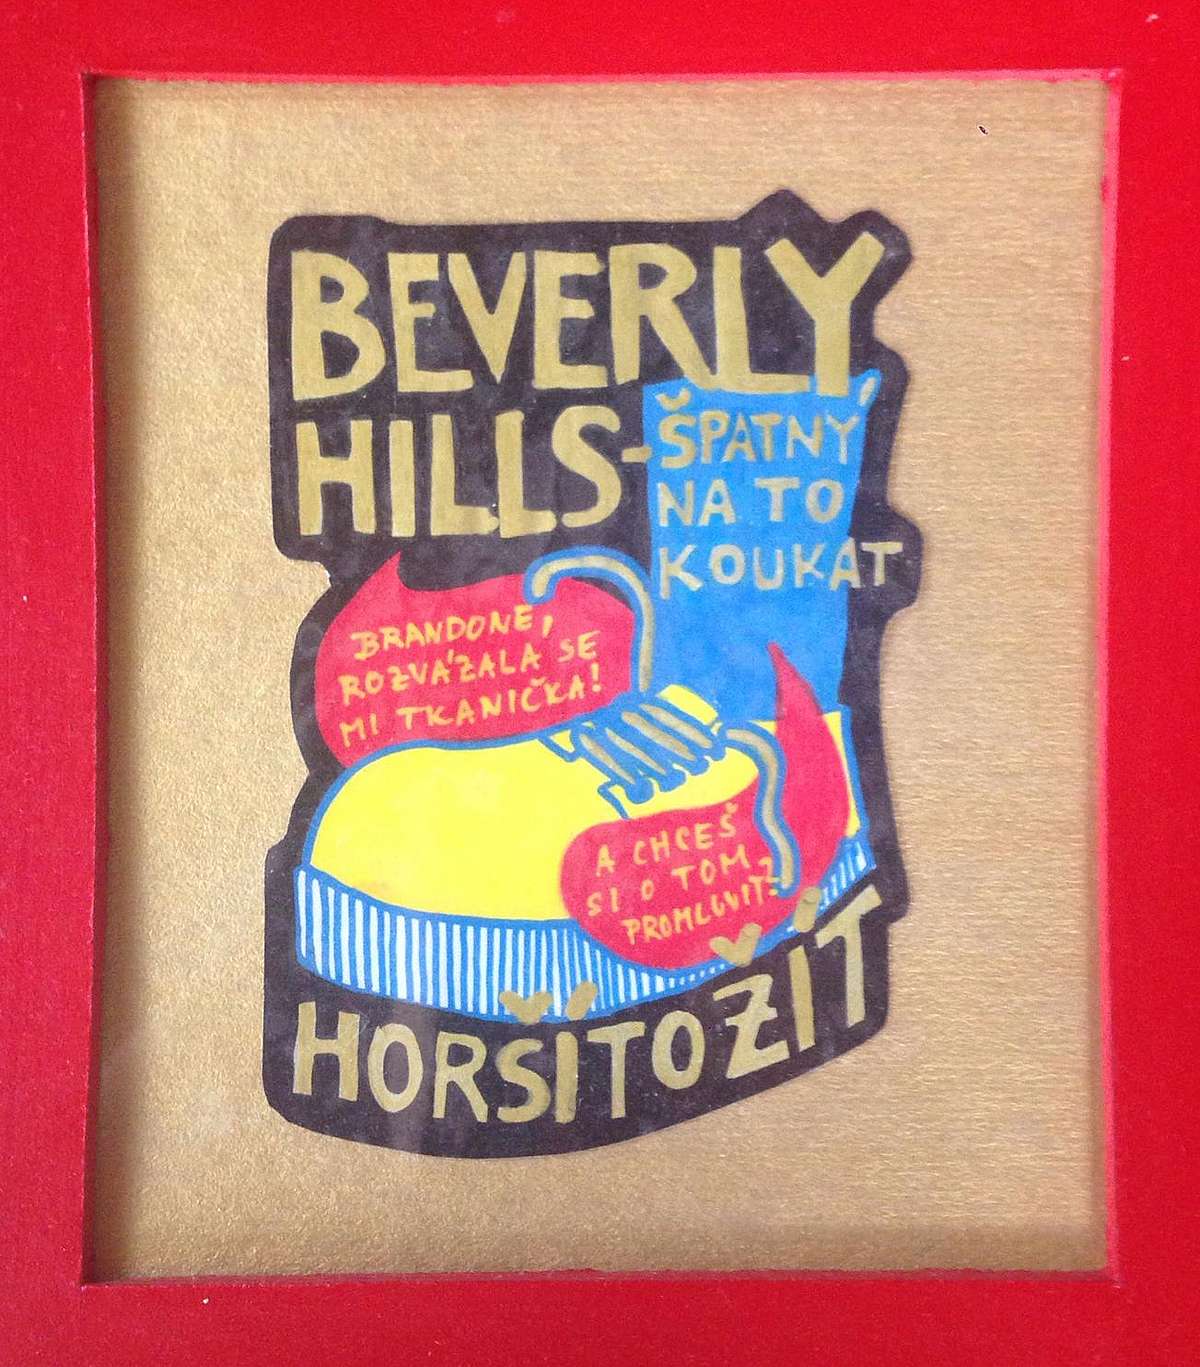 BEVERLY
HILLS-ŠPATNÝ
NA TO
KOUKAT
BRANDONE,
ROZVÁZALA SE
MI TKANIČKA!
A CHCEŠ
SI O TOM
PROMLUVIT?
HORŠÍ TO ŽÍT